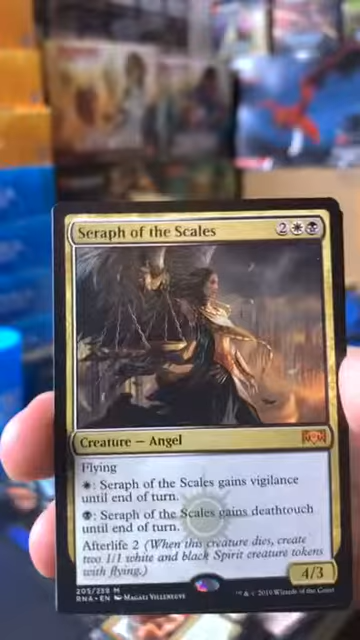 Seraph of the Scales 2
Creature — Angel
Flying
: Seraph of the Scales gains vigilance
until end of turn.
: Seraph of the Scales gains deathtouch
until end of turn.
Afterlife 2 (When this creature dies, create
two 1/1 white and black Spirit creature tokens
with flying.)
4/3
205/259 M
RNA • EN Magali Villeneuve
™ & © 2019 Wizards of the Coast